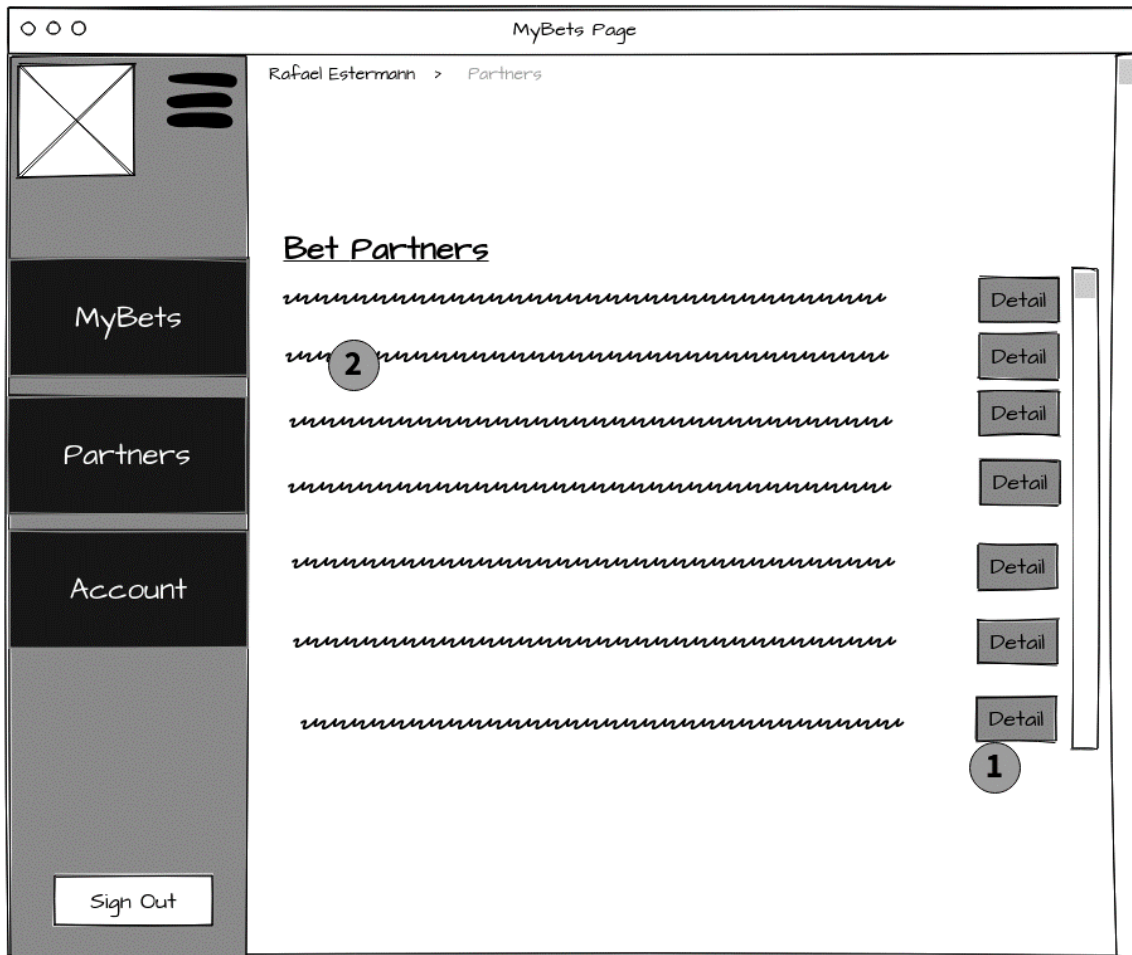 MyBets Page
Rafael Estermann > Partners
Bet Partners
MyBets
Partners
Account
Sign Out
Detail
2
Detail
Detail
Detail
Detail
Detail
Detail
1